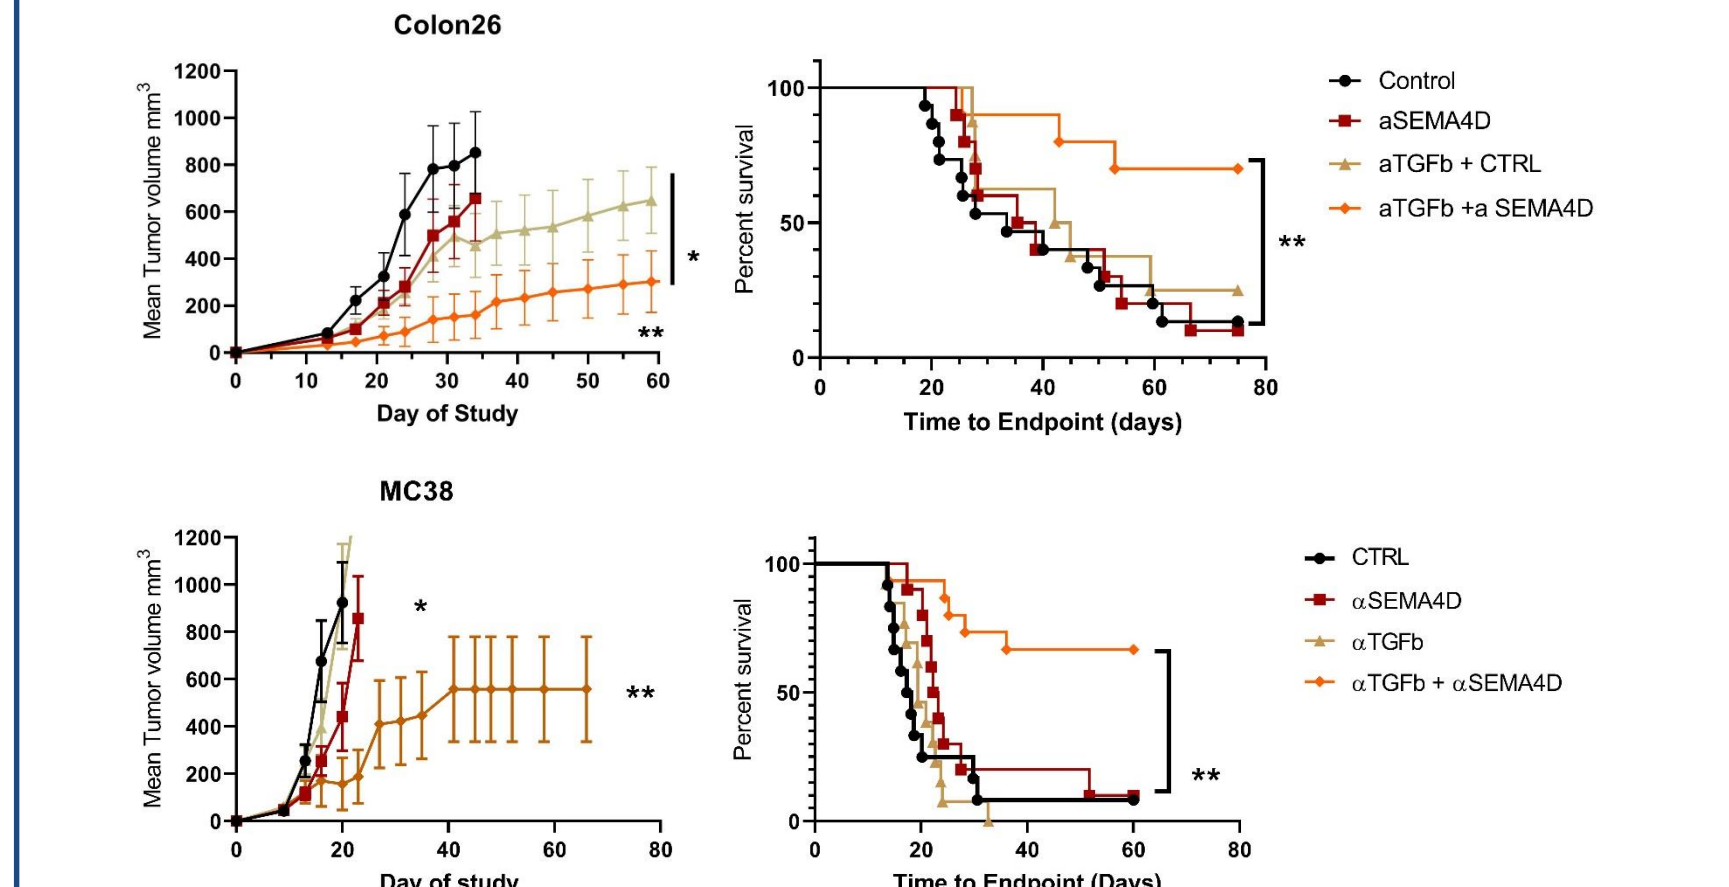 Colon26
Mean Tumor volume mm3
1200
1000
800
600
400
200
0
0 10 20 30 40 50 60
Day of Study
*
**
Percent survival
100
50
0
0 20 40 60 80
Time to Endpoint (days)
**
Control
aSEMA4D
aTGFb + CTRL
aTGFb +a SEMA4D
MC38
Mean Tumor volume mm3
1200
1000
800
600
400
200
0
0 20 40 60 80
Day of study
*
**
Percent survival
100
50
0
0 20 40 60 80
Time to Endpoint (Days)
**
CTRL
αSEMA4D
αTGFb
αTGFb + αSEMA4D